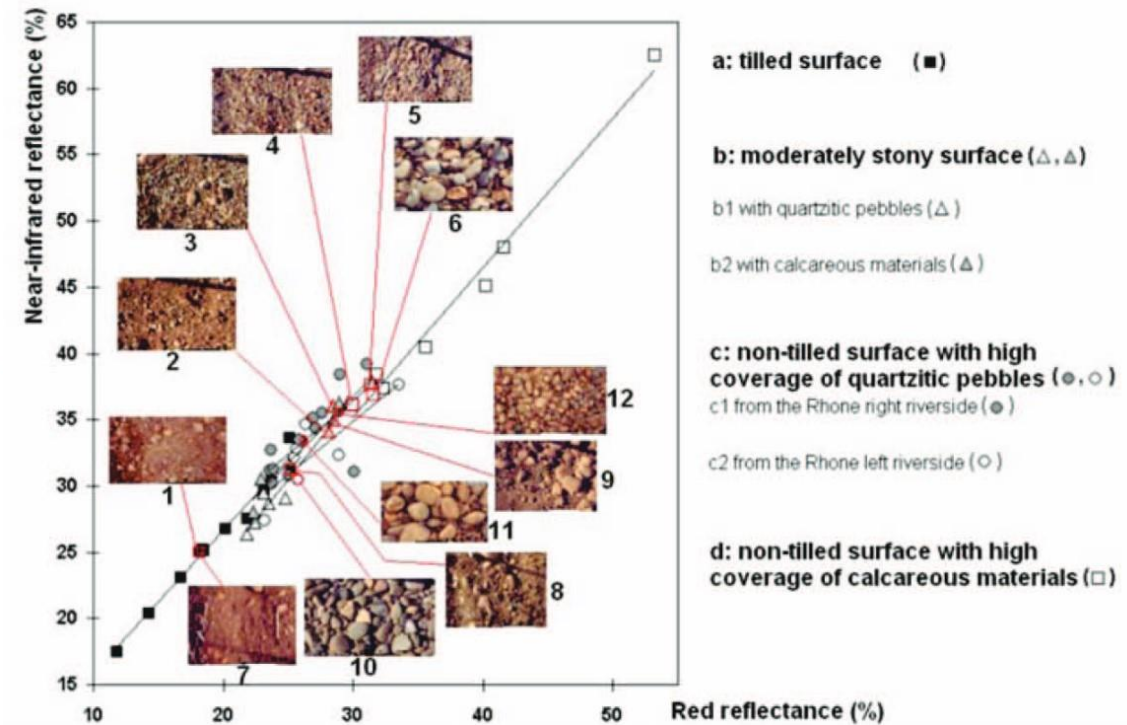 Near-infrared reflectance (%)
65
60
55
50
45
40
35
30
25
20
15
10
20
30
40
50
Red reflectance (%)
1
2
3
4
5
6
7
8
9
10
11
12
a: tilled surface (■)
b: moderately stony surface (△, △)
b1 with quartzitic pebbles (△)
b2 with calcareous materials (△)
c: non-tilled surface with high
coverage of quartzitic pebbles (●, ○)
c1 from the Rhone right riverside (●)
c2 from the Rhone left riverside (○)
d: non-tilled surface with high
coverage of calcareous materials (□)